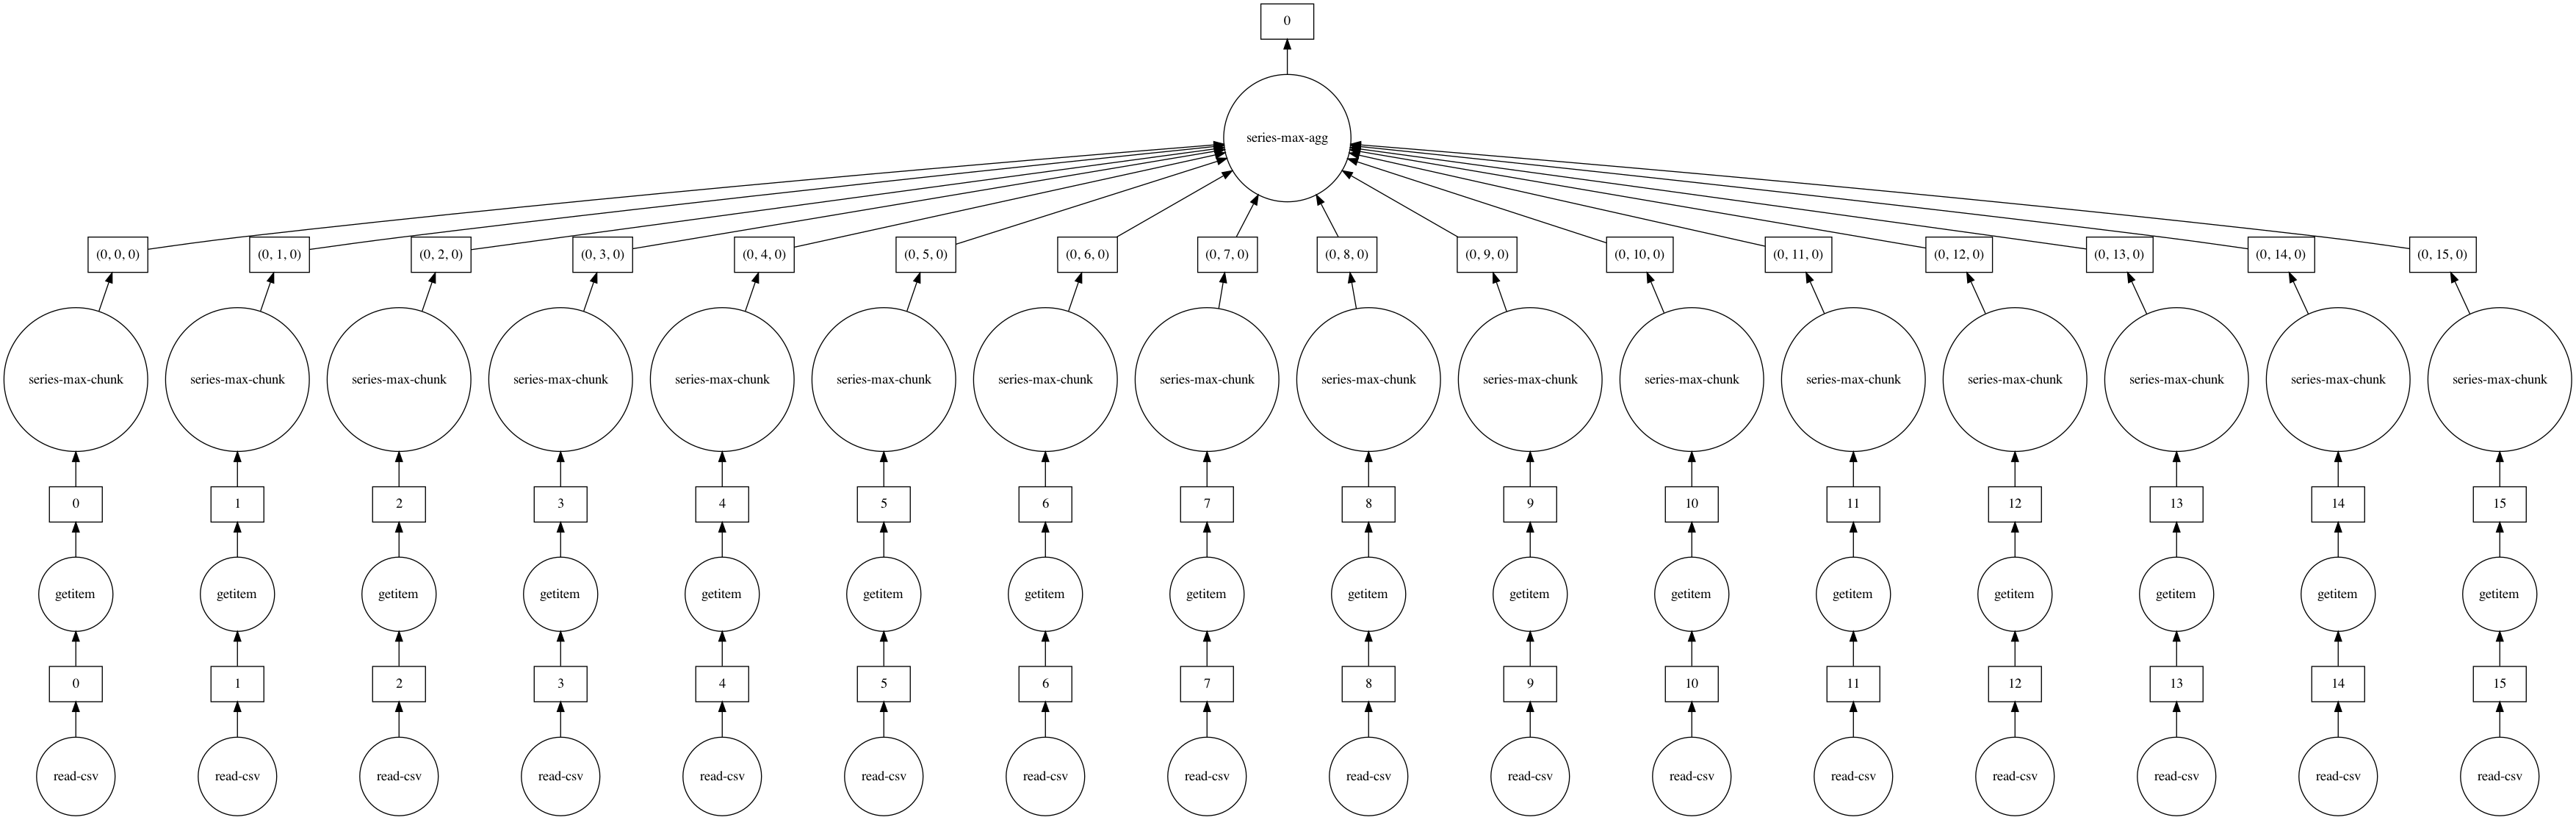 0
series-max-agg
(0, 0, 0) (0, 1, 0) (0, 2, 0) (0, 3, 0) (0, 4, 0) (0, 5, 0) (0, 6, 0) (0, 7, 0) (0, 8, 0) (0, 9, 0) (0, 10, 0) (0, 11, 0) (0, 12, 0) (0, 13, 0) (0, 14, 0) (0, 15, 0)
series-max-chunk series-max-chunk series-max-chunk series-max-chunk series-max-chunk series-max-chunk series-max-chunk series-max-chunk series-max-chunk series-max-chunk series-max-chunk series-max-chunk series-max-chunk series-max-chunk series-max-chunk series-max-chunk
0 1 2 3 4 5 6 7 8 9 10 11 12 13 14 15
getitem getitem getitem getitem getitem getitem getitem getitem getitem getitem getitem getitem getitem getitem getitem getitem
0 1 2 3 4 5 6 7 8 9 10 11 12 13 14 15
read-csv read-csv read-csv read-csv read-csv read-csv read-csv read-csv read-csv read-csv read-csv read-csv read-csv read-csv read-csv read-csv